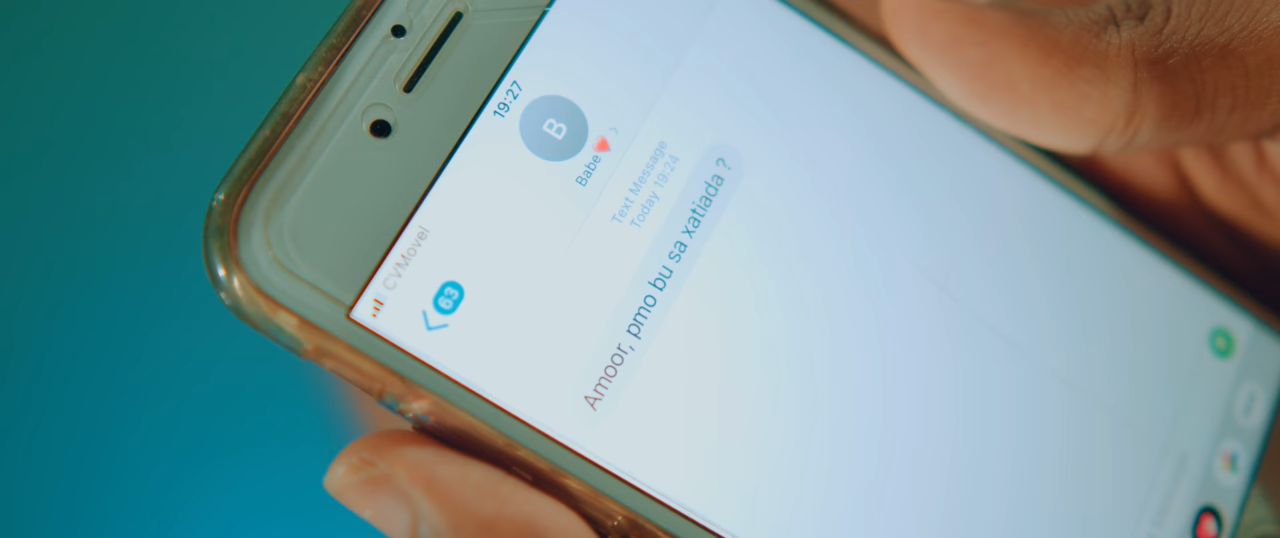 CVMovel
19:27
63
B
Babe
Text Message
Today 19:24
Amoor, pmo bu sa xatiada ?